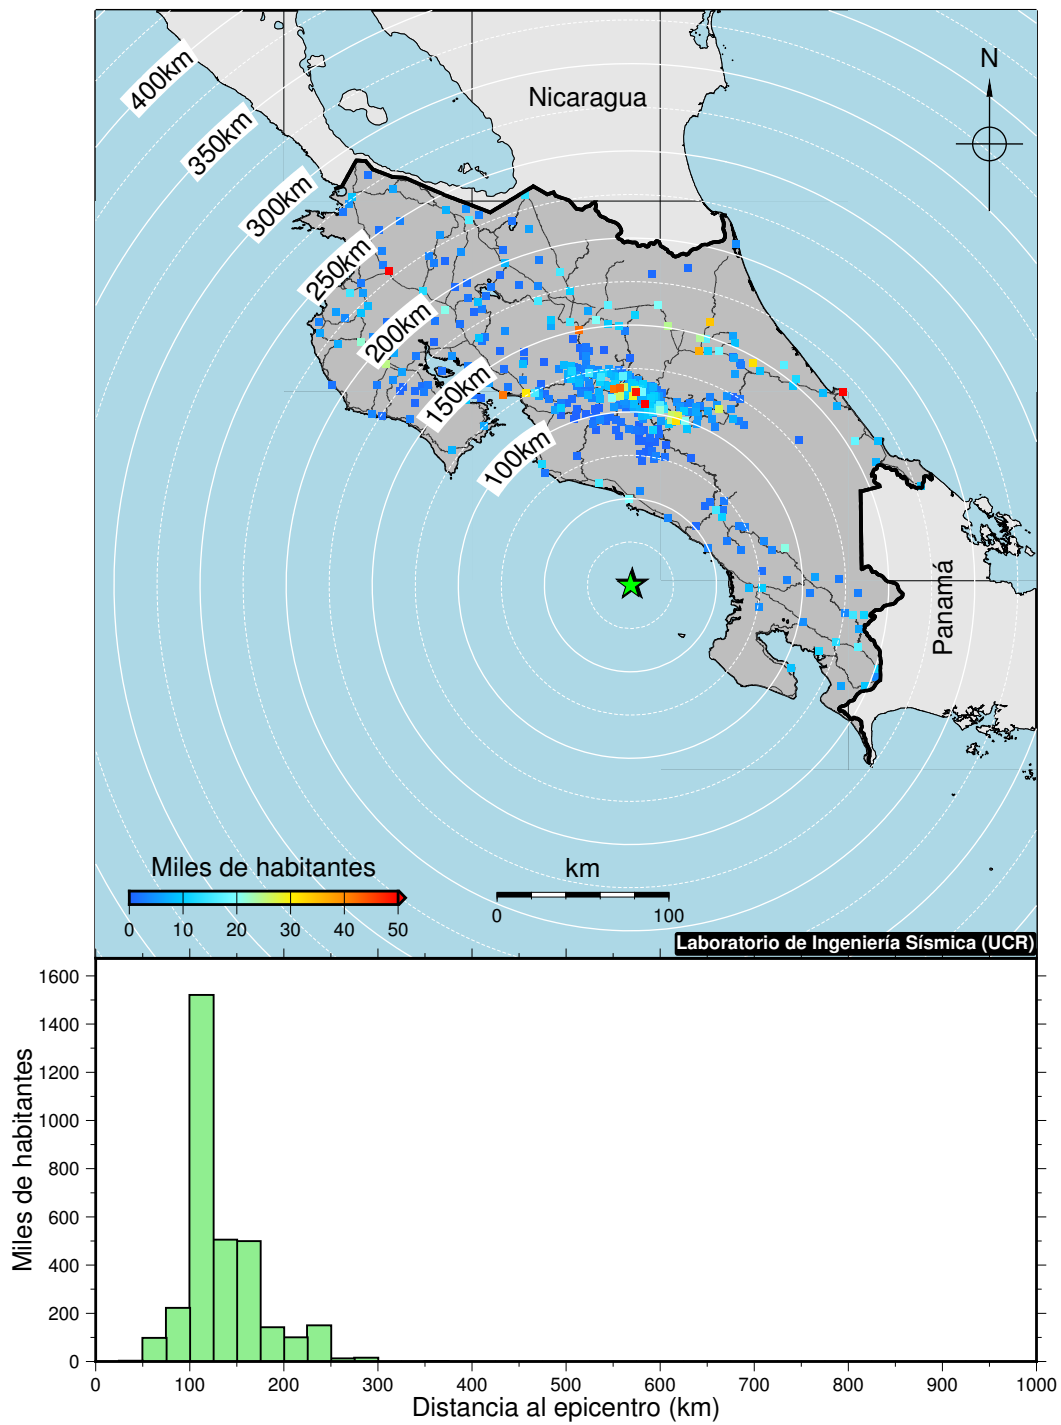 400km
350km
300km
250km
200km
150km
100km
Nicaragua
N
Panamá
Miles de habitantes
0 10 20 30 40 50
km
0 100
Laboratorio de Ingeniería Sísmica (UCR)
Miles de habitantes
1600
1400
1200
1000
800
600
400
200
0
0 100 200 300 400 500 600 700 800 900 1000
Distancia al epicentro (km)